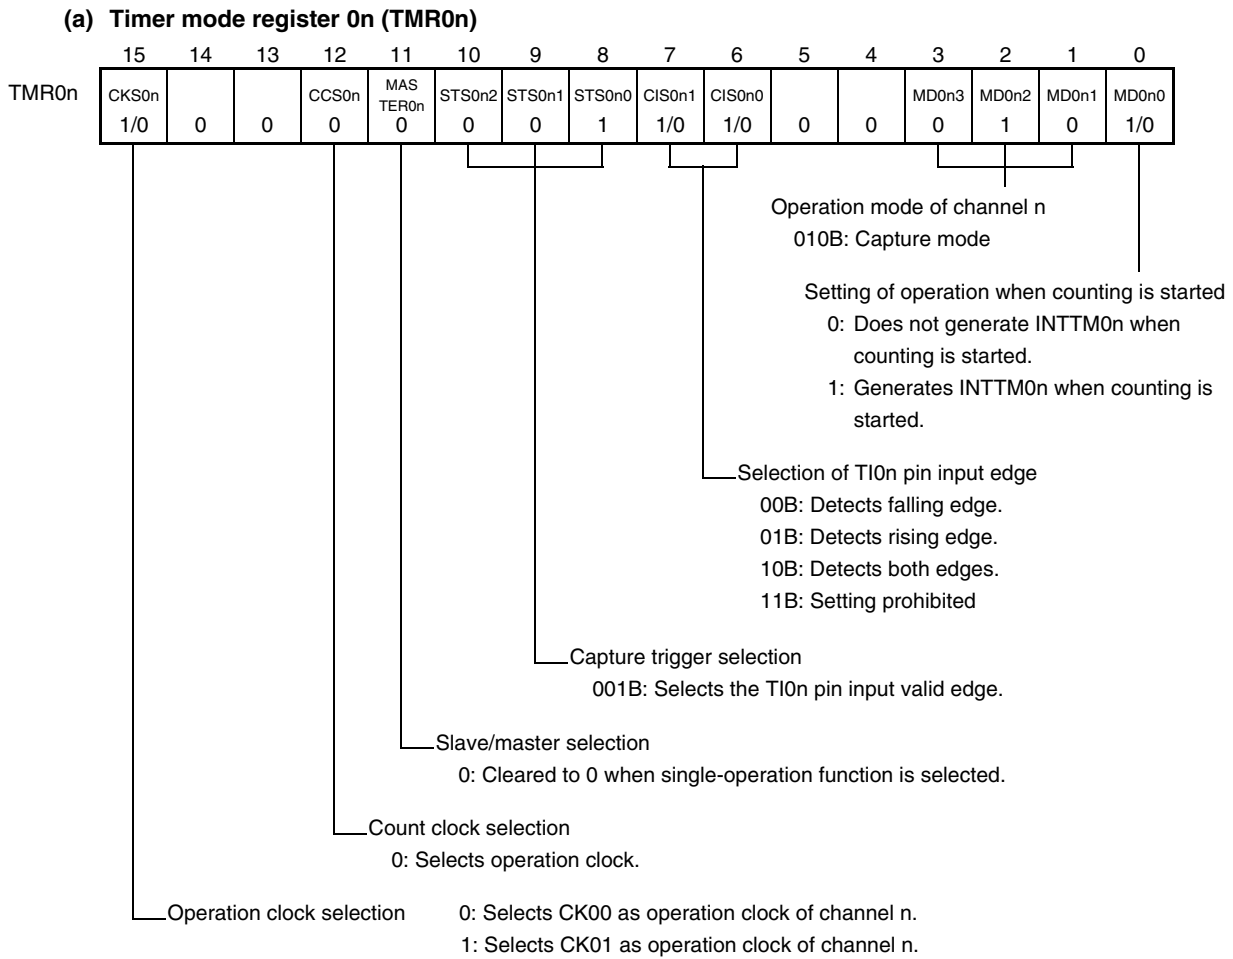 (a) Timer mode register 0n (TMR0n)
15 14 13 12 11 10 9 8 7 6 5 4 3 2 1 0
TMR0n CKS0n CCS0n MAS TER0n STS0n2 STS0n1 STS0n0 CIS0n1 CIS0n0 MD0n3 MD0n2 MD0n1 MD0n0
1/0 0 0 0 0 0 0 1 1/0 1/0 0 0 0 1 0 1/0
Operation mode of channel n
010B: Capture mode
Setting of operation when counting is started
0: Does not generate INTTM0n when
counting is started.
1: Generates INTTM0n when counting is
started.
Selection of TI0n pin input edge
00B: Detects falling edge.
01B: Detects rising edge.
10B: Detects both edges.
11B: Setting prohibited
Capture trigger selection
001B: Selects the TI0n pin input valid edge.
Slave/master selection
0: Cleared to 0 when single-operation function is selected.
Count clock selection
0: Selects operation clock.
Operation clock selection 0: Selects CK00 as operation clock of channel n.
1: Selects CK01 as operation clock of channel n.